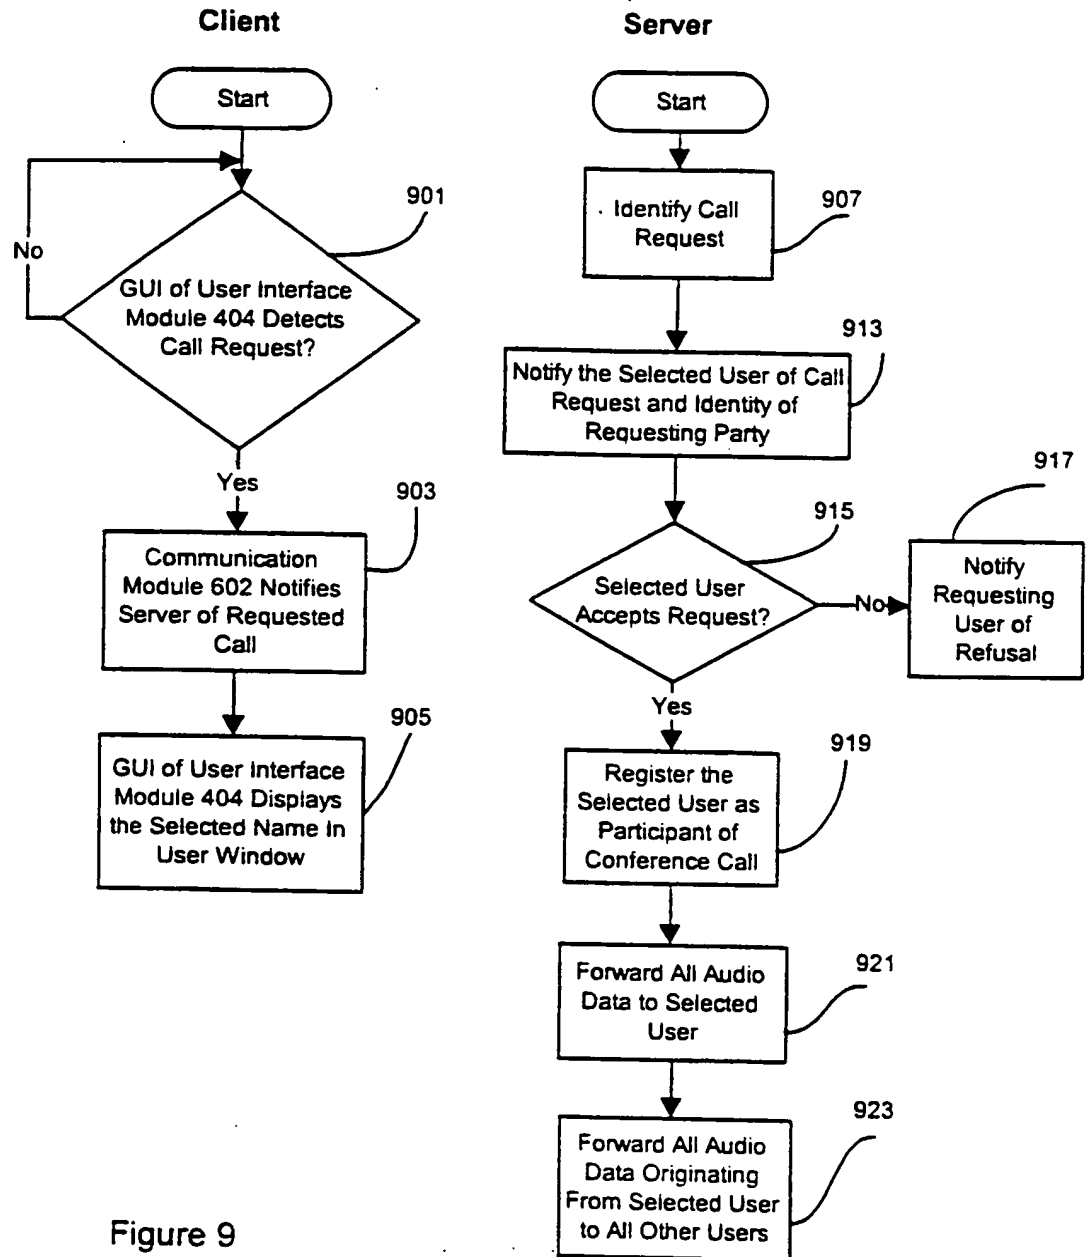 Client
Start
901
No
GUI of User Interface
Module 404 Detects
Call Request?
Yes
903
Communication
Module 602 Notifies
Server of Requested
Call
905
GUI of User Interface
Module 404 Displays
the Selected Name In
User Window
Server
Start
907
Identify Call
Request
913
Notify the Selected User of Call
Request and Identity of
Requesting Party
915
Selected User
Accepts Request?
No
917
Notify
Requesting
User of
Refusal
Yes
919
Register the
Selected User as
Participant of
Conference Call
921
Forward All Audio
Data to Selected
User
923
Forward All Audio
Data Originating
From Selected User
to All Other Users
Figure 9